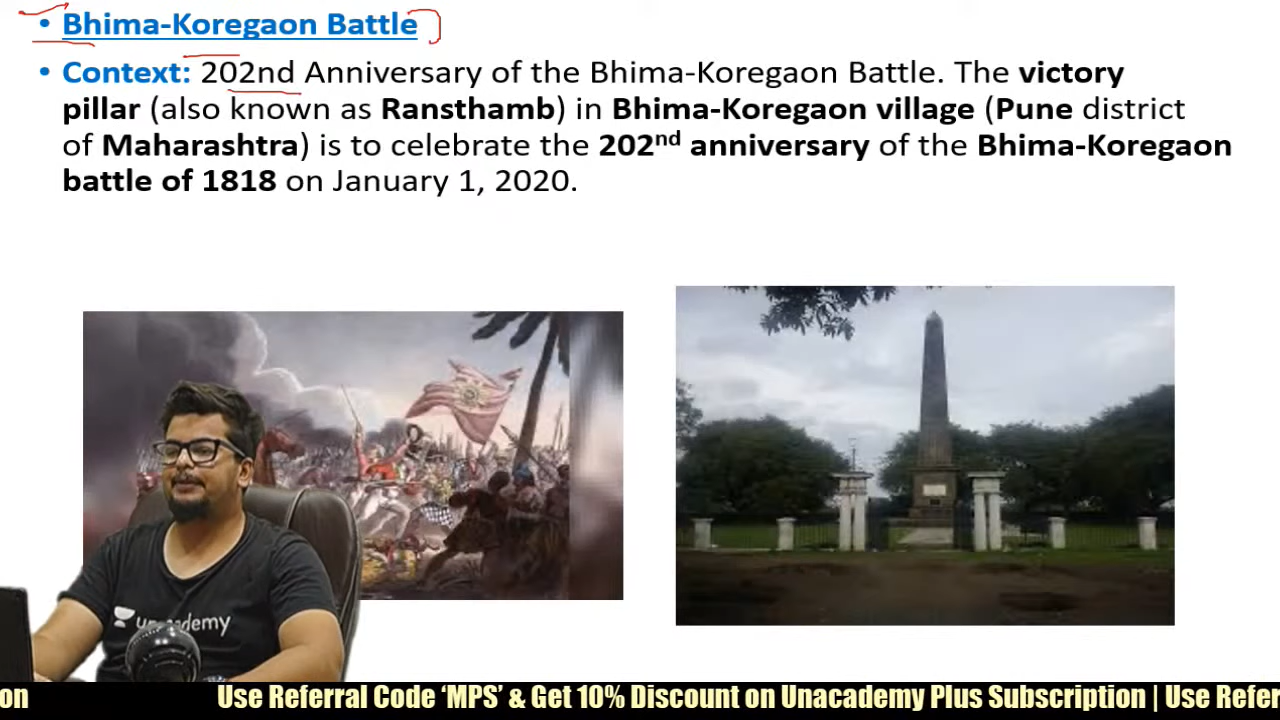 • Bhima-Koregaon Battle
• Context: 202nd Anniversary of the Bhima-Koregaon Battle. The victory
pillar (also known as Ransthamb) in Bhima-Koregaon village (Pune district
of Maharashtra) is to celebrate the 202nd anniversary of the Bhima-Koregaon
battle of 1818 on January 1, 2020.
unacademy
on Use Referral Code ‘MPS’ & Get 10% Discount on Unacademy Plus Subscription | Use Refer